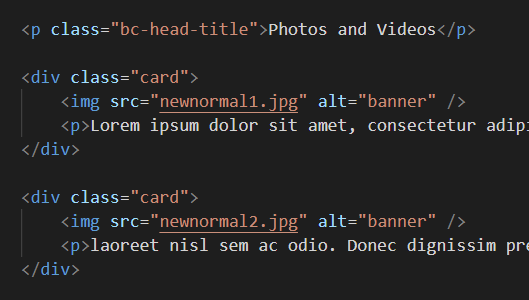 <p class="bc-head-title">Photos and Videos</p>
<div class="card">
<img src="newnormal1.jpg" alt="banner" />
<p>Lorem ipsum dolor sit amet, consectetur adipi
</div>
<div class="card">
<img src="newnormal2.jpg" alt="banner" />
<p>laoreet nisl sem ac odio. Donec dignissim pre
</div>